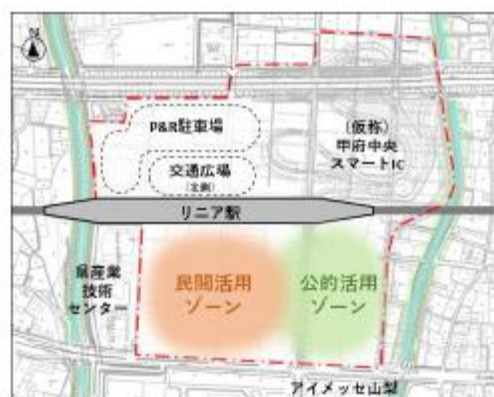 N
P&R駐車場
交通広場
(北側)
(仮称)
甲府中央
スマートIC
リニア駅
県産業
技術
センター
民間活用
ゾーン
公的活用
ゾーン
アイメッセ山梨